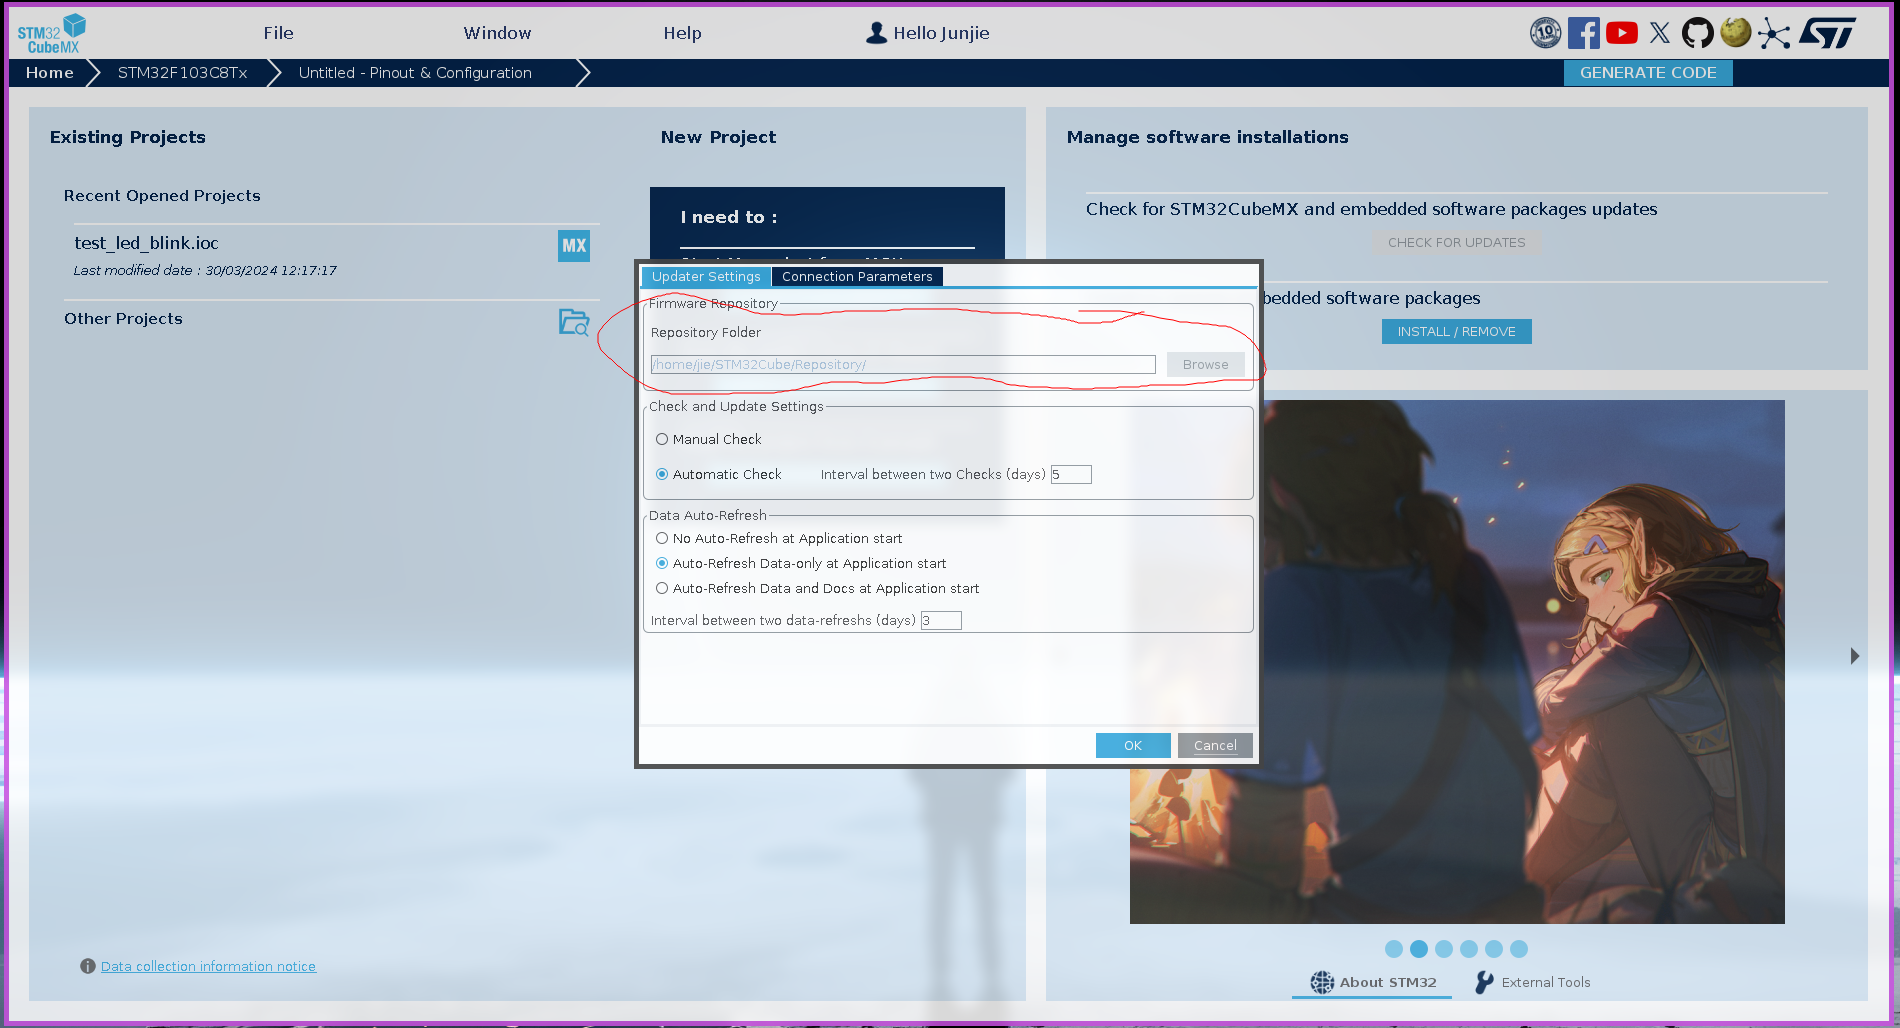 STM32
CubeMX
File
Window
Help
Hello Junjie
10
ST
Home
STM32F103C8Tx
Untitled - Pinout & Configuration
GENERATE CODE
Existing Projects
Recent Opened Projects
test_led_blink.ioc
Last modified date : 30/03/2024 12:17:17
MX
Other Projects
New Project
I need to :
Manage software installations
Check for STM32CubeMX and embedded software packages updates
CHECK FOR UPDATES
bedded software packages
INSTALL / REMOVE
Updater Settings
Connection Parameters
Firmware Repository
Repository Folder
/home/jie/STM32Cube/Repository/
Browse
Check and Update Settings
Manual Check
Automatic Check
Interval between two Checks (days) 5
Data Auto-Refresh
No Auto-Refresh at Application start
Auto-Refresh Data-only at Application start
Auto-Refresh Data and Docs at Application start
Interval between two data-refreshs (days) 3
OK
Cancel
Data collection information notice
About STM32
External Tools